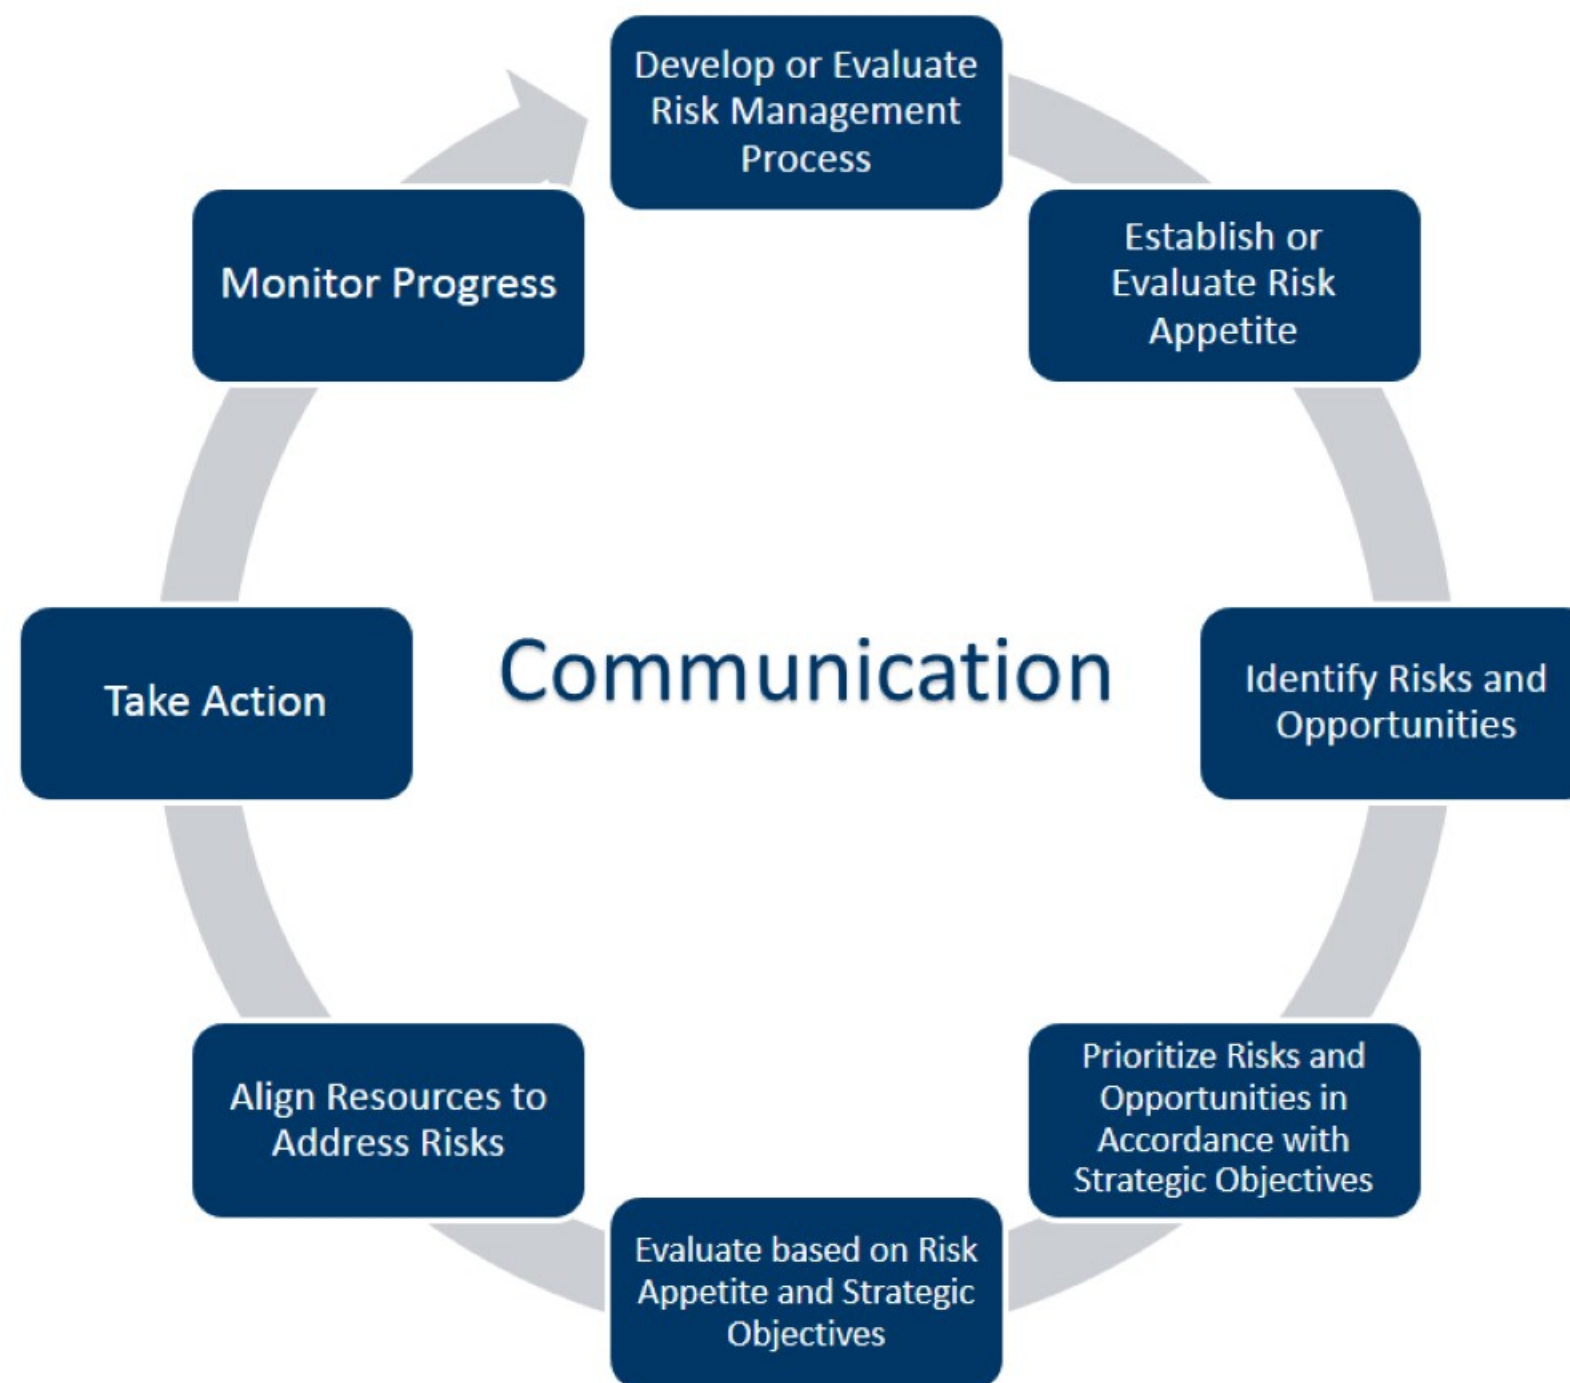 Develop or Evaluate
Risk Management
Process
Establish or
Evaluate Risk
Appetite
Identify Risks and
Opportunities
Prioritize Risks and
Opportunities in
Accordance with
Strategic Objectives
Evaluate based on Risk
Appetite and Strategic
Objectives
Align Resources to
Address Risks
Take Action
Monitor Progress
Communication